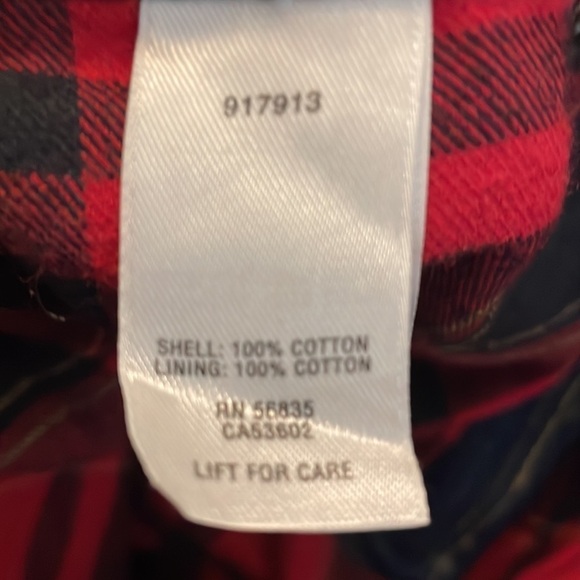 917913
SHELL: 100% COTTON
LINING: 100% COTTON
RN 56835
CA53602
LIFT FOR CARE